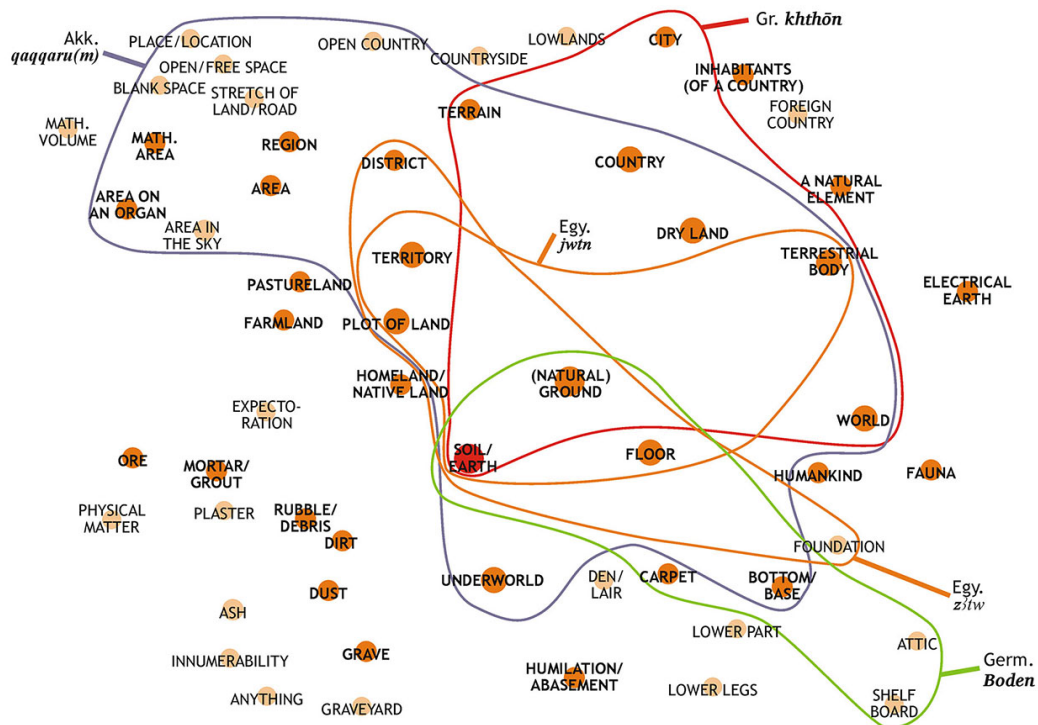 Akk.
qaqqaru(m)
Gr. khthōn
PLACE/LOCATION
OPEN COUNTRY
LOWLANDS
CITY
COUNTRYSIDE
OPEN/FREE SPACE
BLANK SPACE
STRETCH OF
LAND/ROAD
INHABITANTS
(OF A COUNTRY)
FOREIGN
COUNTRY
MATH.
VOLUME
MATH.
AREA
REGION
TERRAIN
DISTRICT
COUNTRY
AREA
A NATURAL
ELEMENT
AREA ON
AN ORGAN
AREA IN
THE SKY
Egy.
jwtn
DRY LAND
TERRITORY
TERRESTRIAL
BODY
PASTURELAND
ELECTRICAL
EARTH
FARMLAND
PLOT OF LAND
HOMELAND/
NATIVE LAND
(NATURAL)
GROUND
EXPECTO-
RATION
WORLD
ORE
MORTAR/
GROUT
SOIL/
EARTH
FLOOR
HUMANKIND
FAUNA
PHYSICAL
MATTER
PLASTER
RUBBLE/
DEBRIS
DIRT
FOUNDATION
UNDERWORLD
DEN/
LAIR
CARPET
BOTTOM/
BASE
Egy.
zꜣtw
DUST
ASH
LOWER PART
ATTIC
INNUMERABILITY
GRAVE
HUMILATION/
ABASEMENT
Germ.
Boden
ANYTHING
GRAVEYARD
LOWER LEGS
SHELF
BOARD